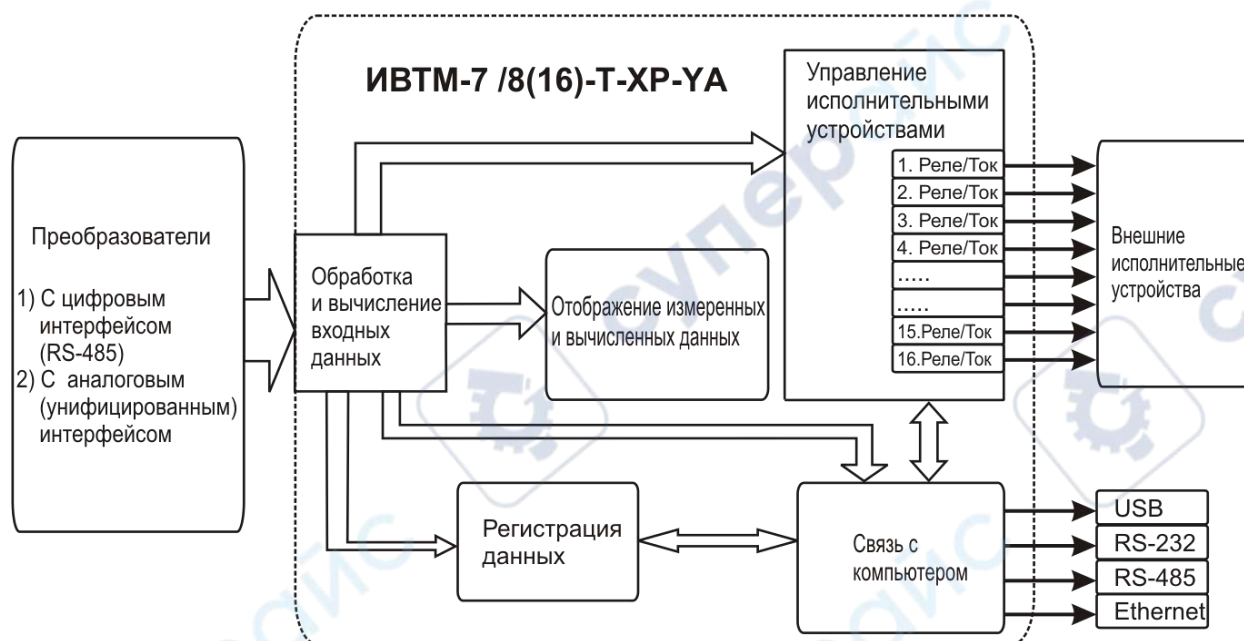 ИВТМ-7 /8(16)-Т-ХР-YA
Преобразователи
1) С цифровым
интерфейсом
(RS-485)
2) С аналоговым
(унифицированным)
интерфейсом
Обработка
и вычисление
входных
данных
Отображение измеренных
и вычисленных данных
Управление
исполнительными
устройствами
1. Реле/Ток
2. Реле/Ток
3. Реле/Ток
4. Реле/Ток
.....
.....
15.Реле/Ток
16.Реле/Ток
Внешние
исполнительные
устройства
Регистрация
данных
Связь с
компьютером
USB
RS-232
RS-485
Ethernet
суперайс